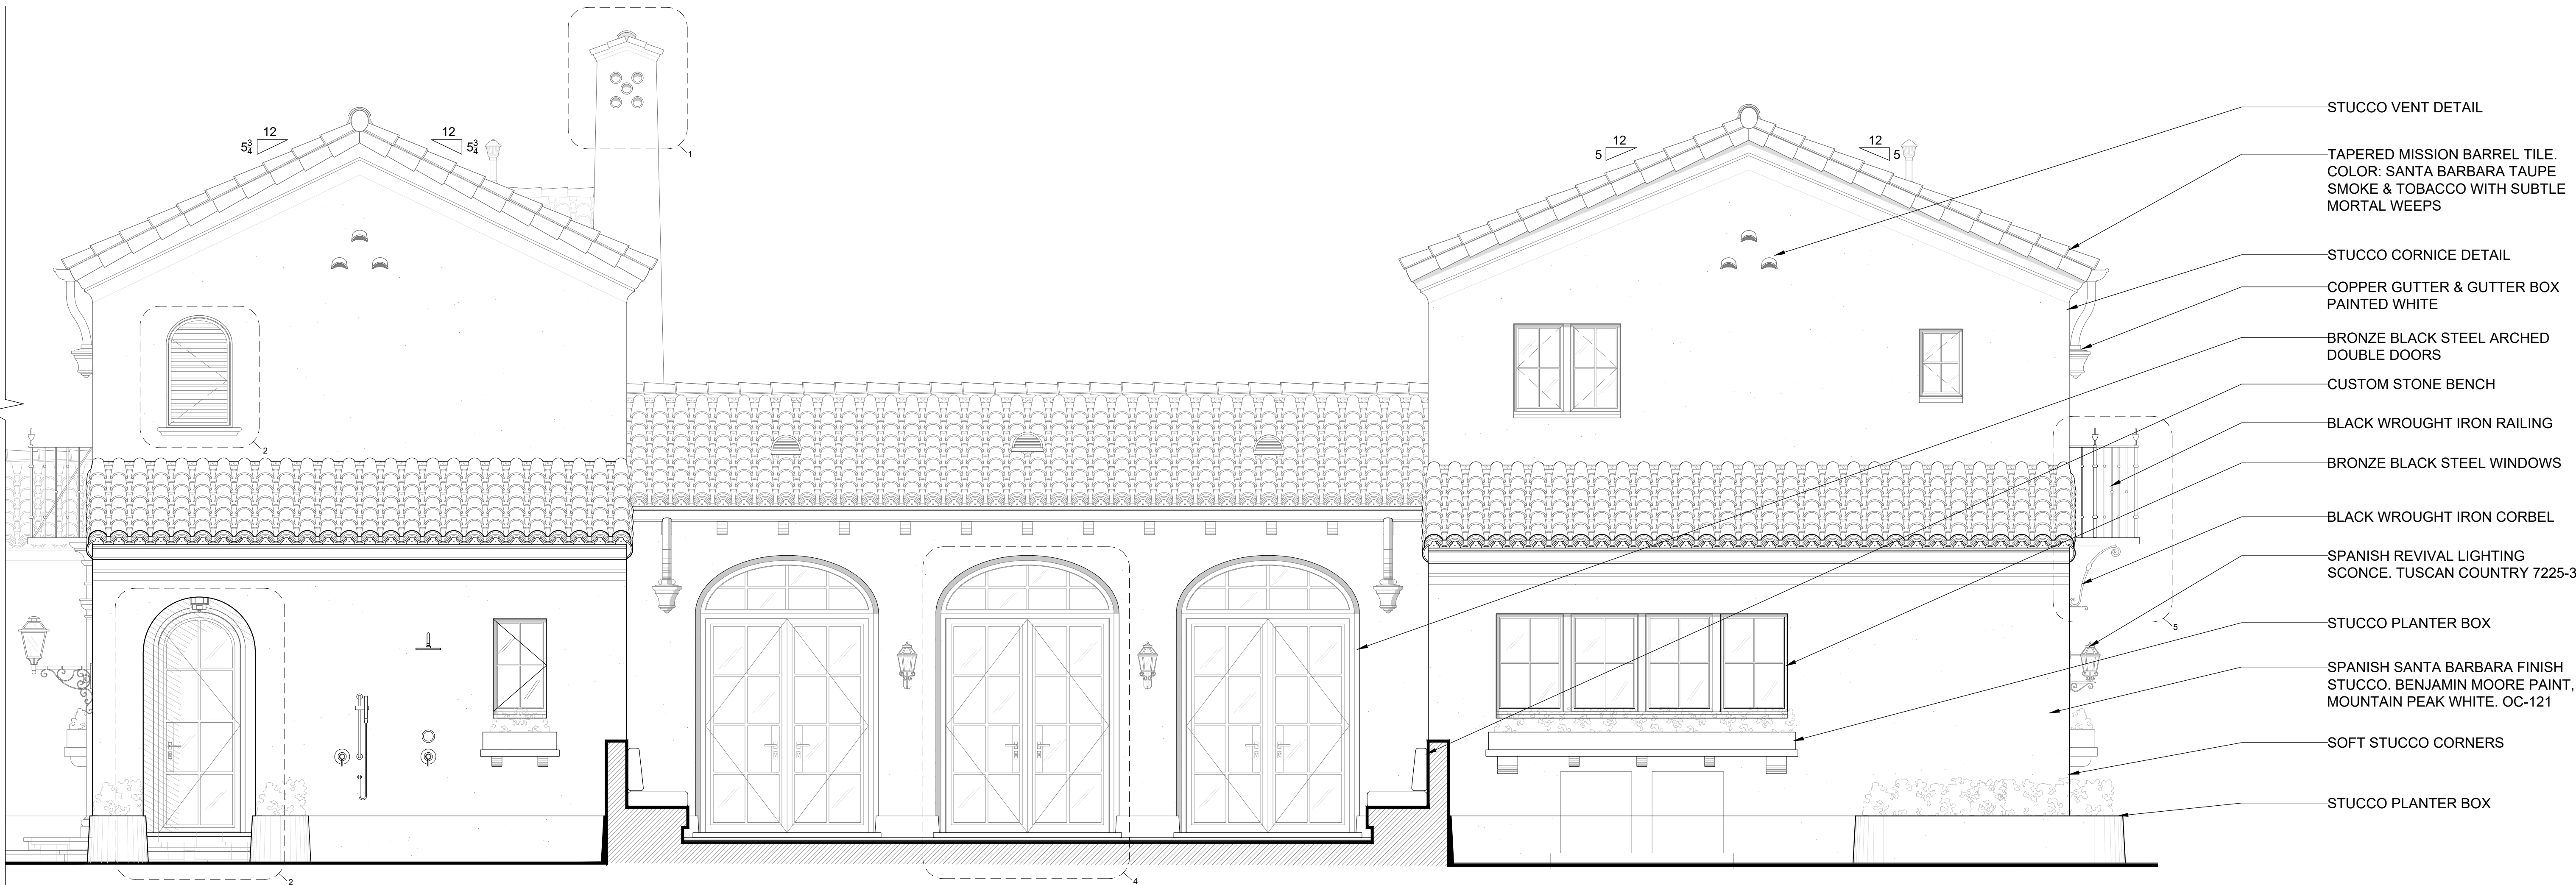 12
5 3/4
12
5 3/4
1
12
5
12
5
2
2
4
5
STUCCO VENT DETAIL
TAPERED MISSION BARREL TILE.
COLOR: SANTA BARBARA TAUPE
SMOKE & TOBACCO WITH SUBTLE
MORTAL WEEPS
STUCCO CORNICE DETAIL
COPPER GUTTER & GUTTER BOX
PAINTED WHITE
BRONZE BLACK STEEL ARCHED
DOUBLE DOORS
CUSTOM STONE BENCH
BLACK WROUGHT IRON RAILING
BRONZE BLACK STEEL WINDOWS
BLACK WROUGHT IRON CORBEL
SPANISH REVIVAL LIGHTING
SCONCE. TUSCAN COUNTRY 7225-3
STUCCO PLANTER BOX
SPANISH SANTA BARBARA FINISH
STUCCO. BENJAMIN MOORE PAINT,
MOUNTAIN PEAK WHITE. OC-121
SOFT STUCCO CORNERS
STUCCO PLANTER BOX